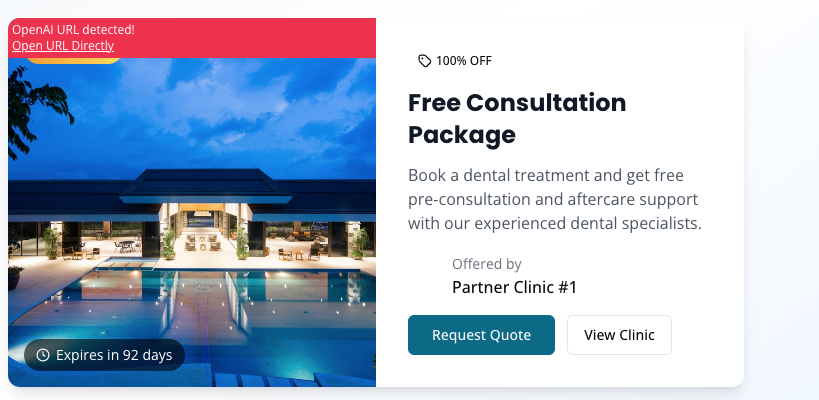 OpenAI URL detected!
Open URL Directly
100% OFF
Free Consultation
Package
Book a dental treatment and get free
pre-consultation and aftercare support
with our experienced dental specialists.
Offered by
Partner Clinic #1
Request Quote
View Clinic
Expires in 92 days